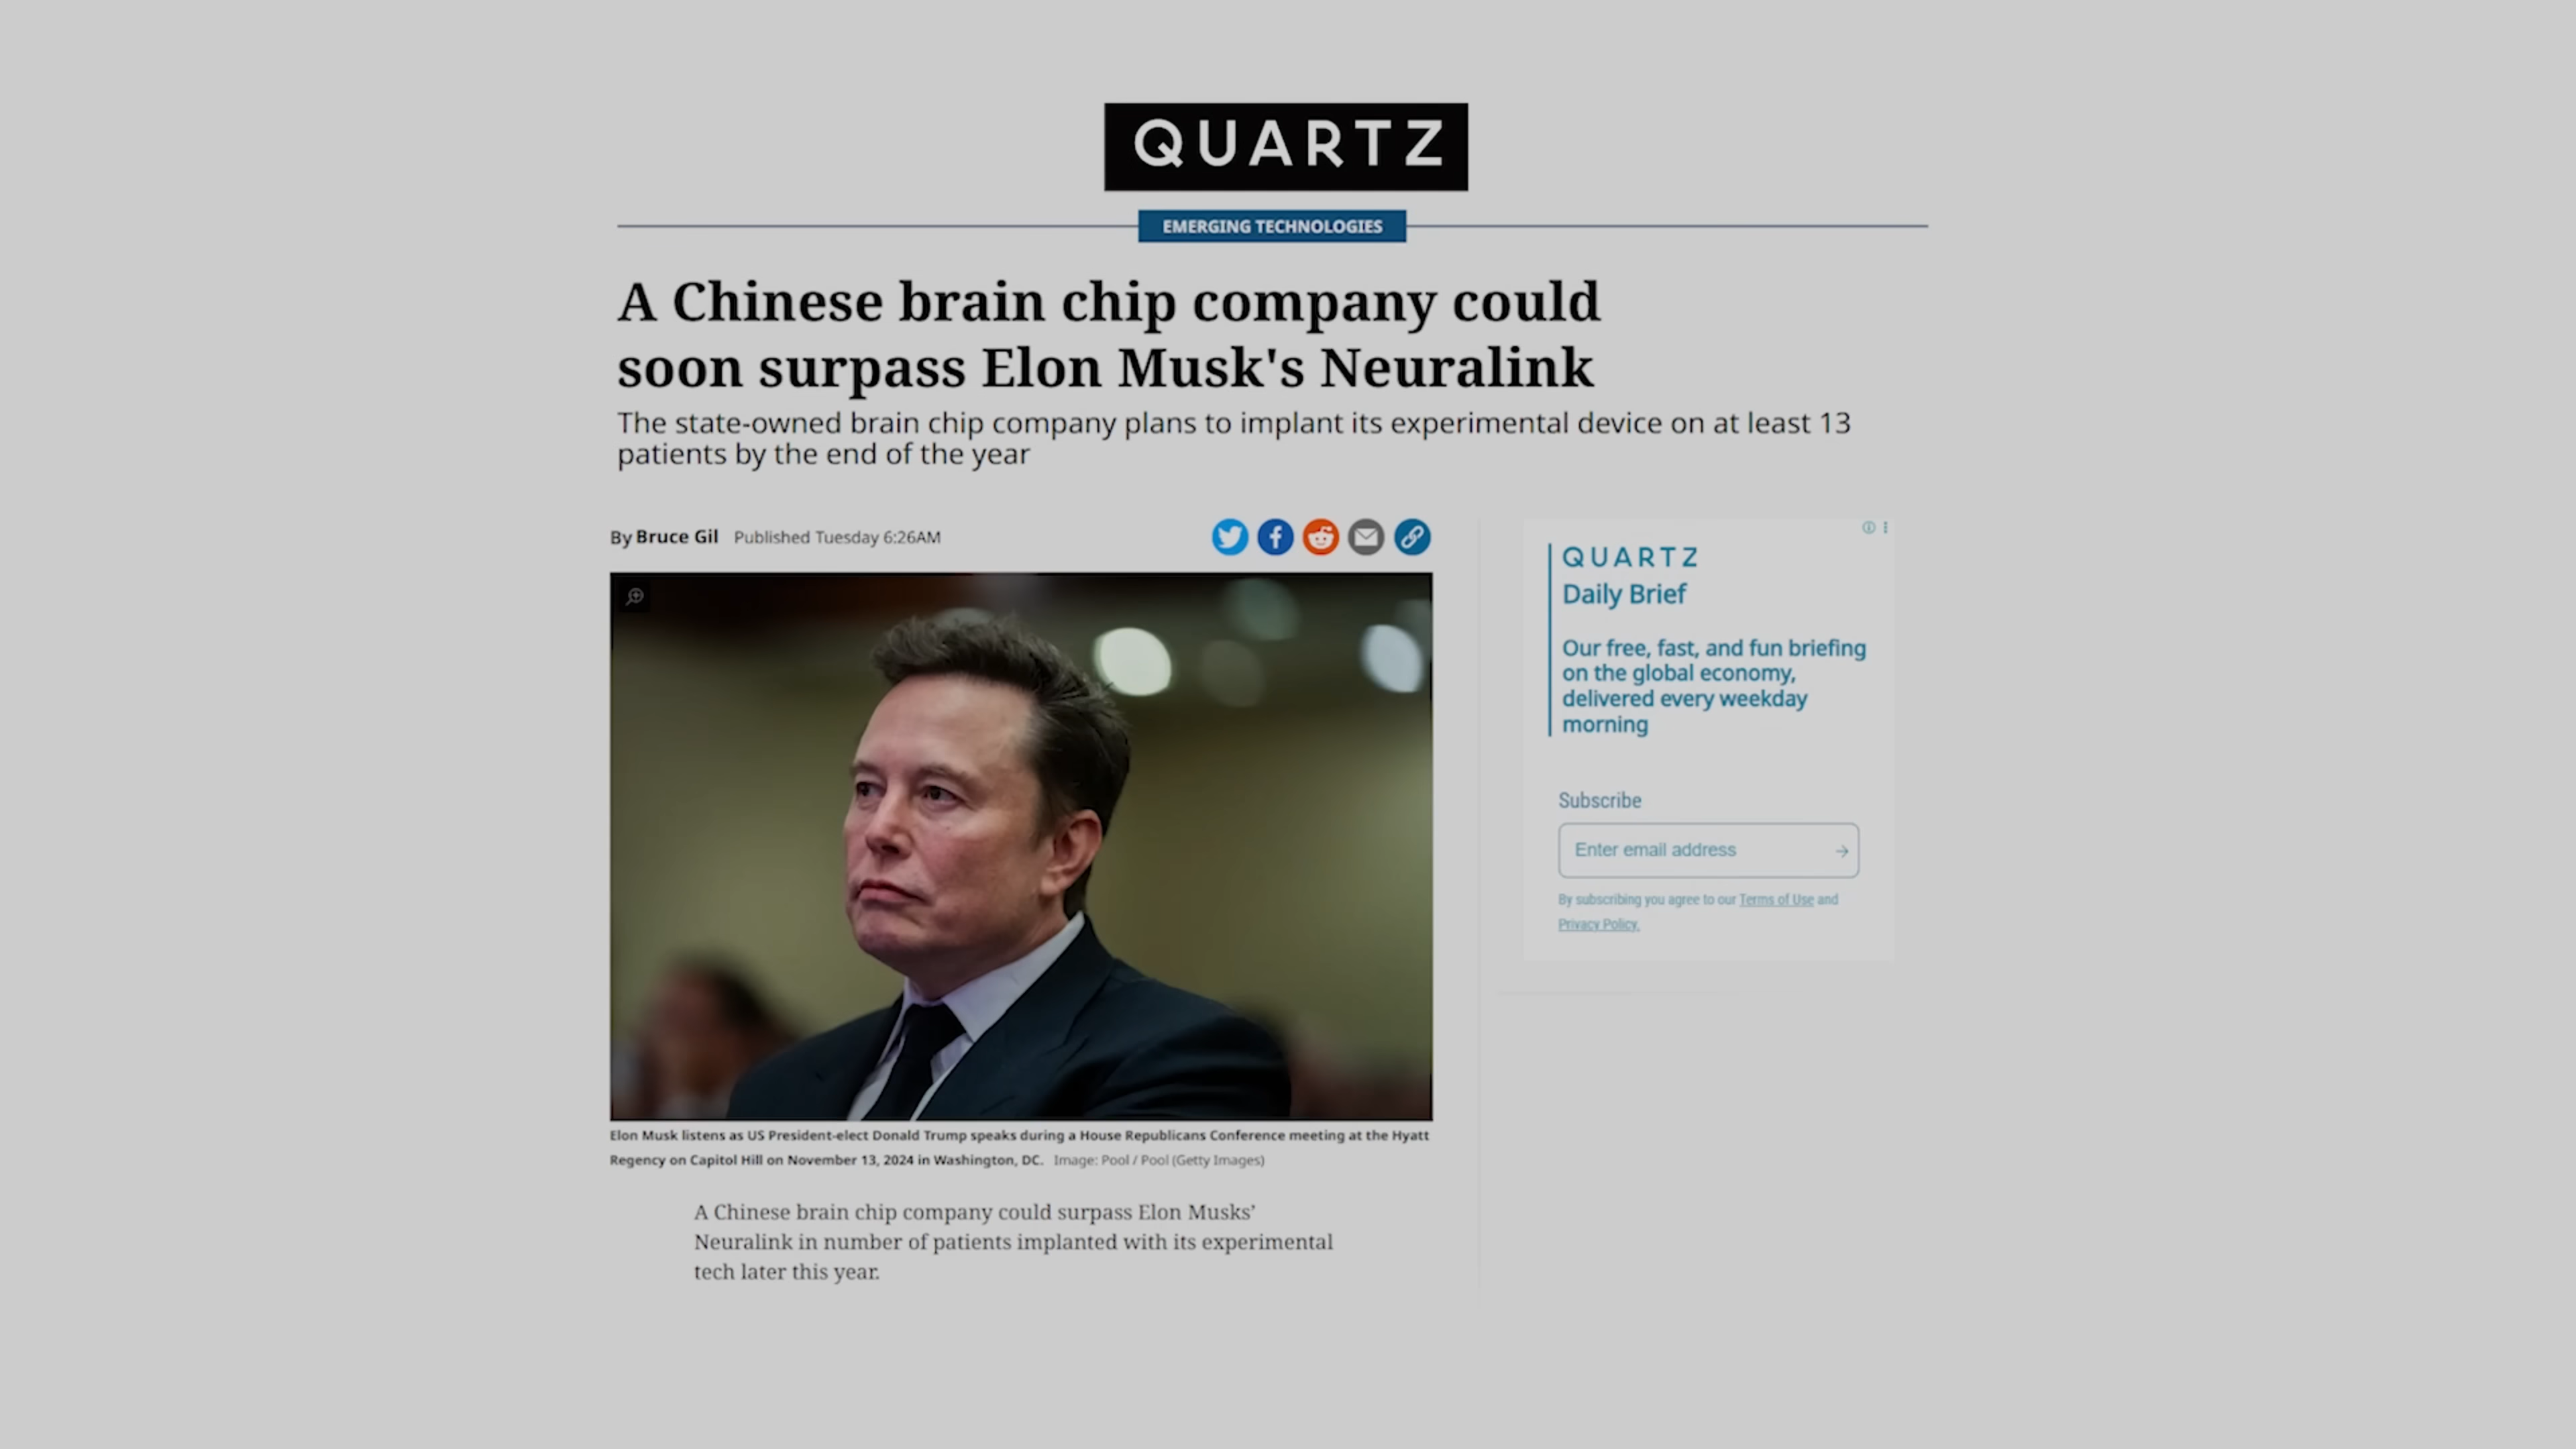 QUARTZ
EMERGING TECHNOLOGIES
A Chinese brain chip company could
soon surpass Elon Musk's Neuralink
The state-owned brain chip company plans to implant its experimental device on at least 13
patients by the end of the year
By Bruce Gil Published Tuesday 6:26AM
Elon Musk listens as US President-elect Donald Trump speaks during a House Republicans Conference meeting at the Hyatt
Regency on Capitol Hill on November 13, 2024 in Washington, DC. Image: Pool / Pool (Getty Images)
A Chinese brain chip company could surpass Elon Musks’
Neuralink in number of patients implanted with its experimental
tech later this year.
QUARTZ
Daily Brief
Our free, fast, and fun briefing
on the global economy,
delivered every weekday
morning
Subscribe
Enter email address
By subscribing you agree to our Terms of Use and
Privacy Policy.